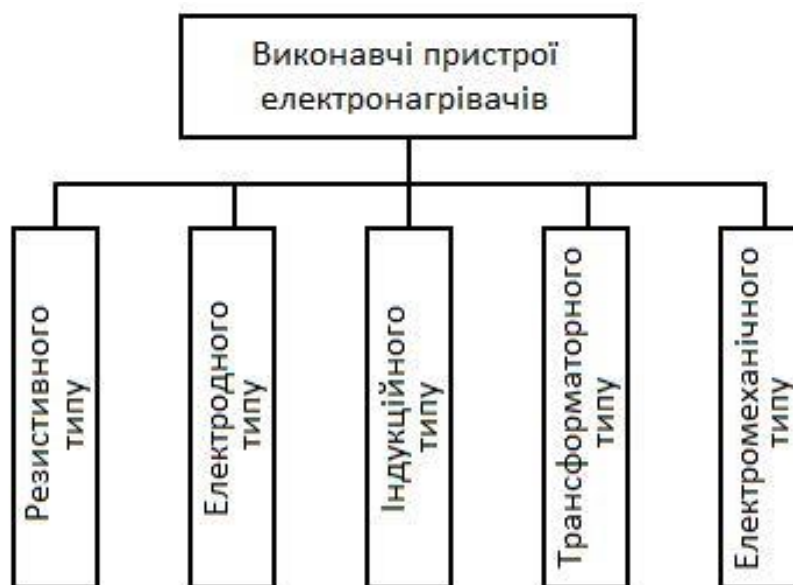 Виконавчі пристрої
електронагрівачів
Резистивного
типу
Електродного
типу
Індукційного
типу
Трансформаторного
типу
Електромеханічного
типу